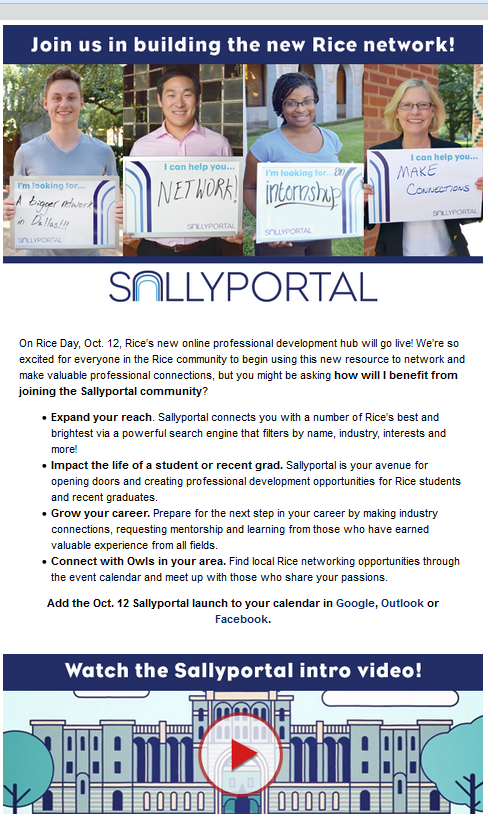 Join us in building the new Rice network!
I'm looking for...
A bigger network
in Dallas!!!
SALLYPORTAL
I can help you...
NETWORK!
SALLYPORTAL
I'm looking for... an
internship
SALLYPORTAL
I can help you...
MAKE
CONNECTIONS
SALLYPORTAL
SALLYPORTAL
On Rice Day, Oct. 12, Rice's new online professional development hub will go live! We're so
excited for everyone in the Rice community to begin using this new resource to network and
make valuable professional connections, but you might be asking how will I benefit from
joining the Sallyportal community?
• Expand your reach. Sallyportal connects you with a number of Rice's best and
brightest via a powerful search engine that filters by name, industry, interests and
more!
• Impact the life of a student or recent grad. Sallyportal is your avenue for
opening doors and creating professional development opportunities for Rice students
and recent graduates.
• Grow your career. Prepare for the next step in your career by making industry
connections, requesting mentorship and learning from those who have earned
valuable experience from all fields.
• Connect with Owls in your area. Find local Rice networking opportunities through
the event calendar and meet up with those who share your passions.
Add the Oct. 12 Sallyportal launch to your calendar in Google, Outlook or
Facebook.
Watch the Sallyportal intro video!